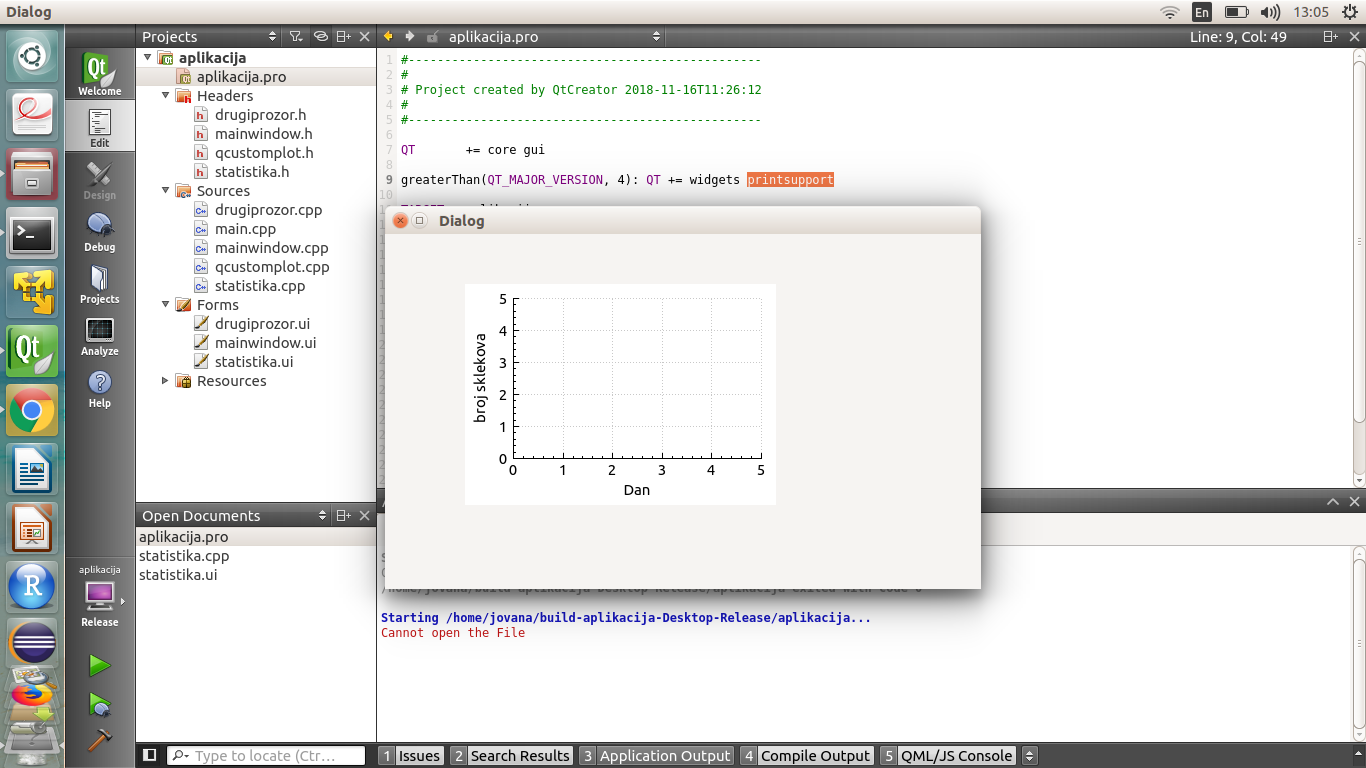 Dialog
En
13:05
Projects
aplikacija.pro
Line: 9, Col: 49
Welcome
Edit
Design
Debug
Projects
Analyze
Help
aplikacija
Release
aplikacija
aplikacija.pro
Headers
drugiprozor.h
mainwindow.h
qcustomplot.h
statistika.h
Sources
drugiprozor.cpp
main.cpp
mainwindow.cpp
qcustomplot.cpp
statistika.cpp
Forms
drugiprozor.ui
mainwindow.ui
statistika.ui
Resources
Open Documents
aplikacija.pro
statistika.cpp
statistika.ui
1 #-------------------------------------------------
2 #
3 # Project created by QtCreator 2018-11-16T11:26:12
4 #
5 #-------------------------------------------------
6
7 QT       += core gui
8
9 greaterThan(QT_MAJOR_VERSION, 4): QT += widgets printsupport
Dialog
5
4
3
2
1
0
broj sklekova
0 1 2 3 4 5
Dan
/home/jovana/build-aplikacija-Desktop-Release/aplikacija exited with code 0
Starting /home/jovana/build-aplikacija-Desktop-Release/aplikacija...
Cannot open the File
Type to locate (Ctr...
1 Issues
2 Search Results
3 Application Output
4 Compile Output
5 QML/JS Console